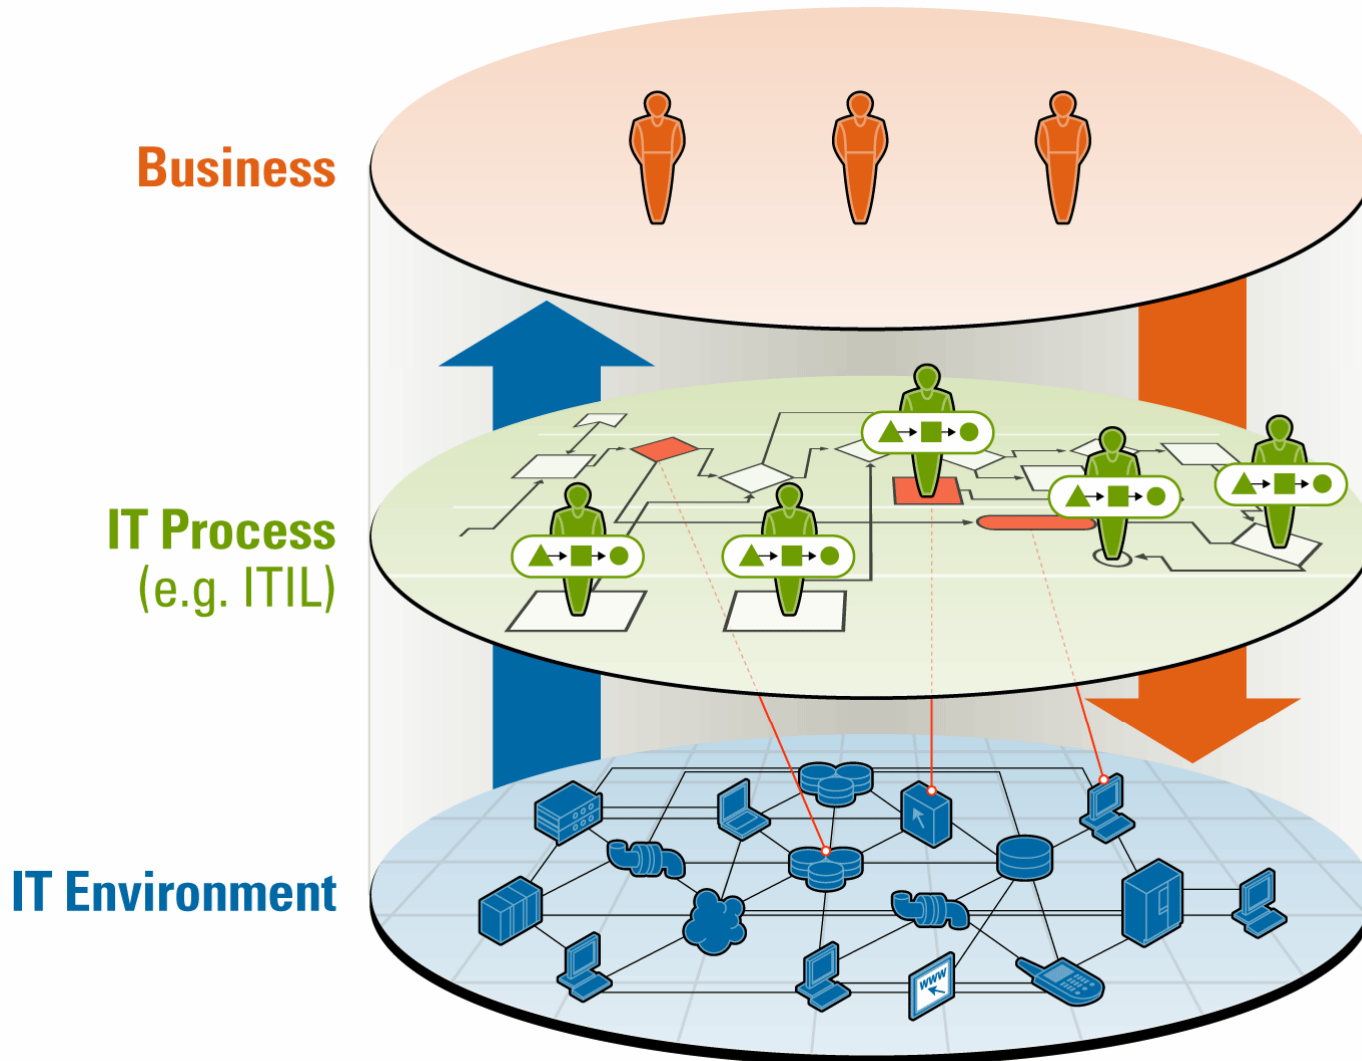 Business
IT Process
(e.g. ITIL)
IT Environment
www